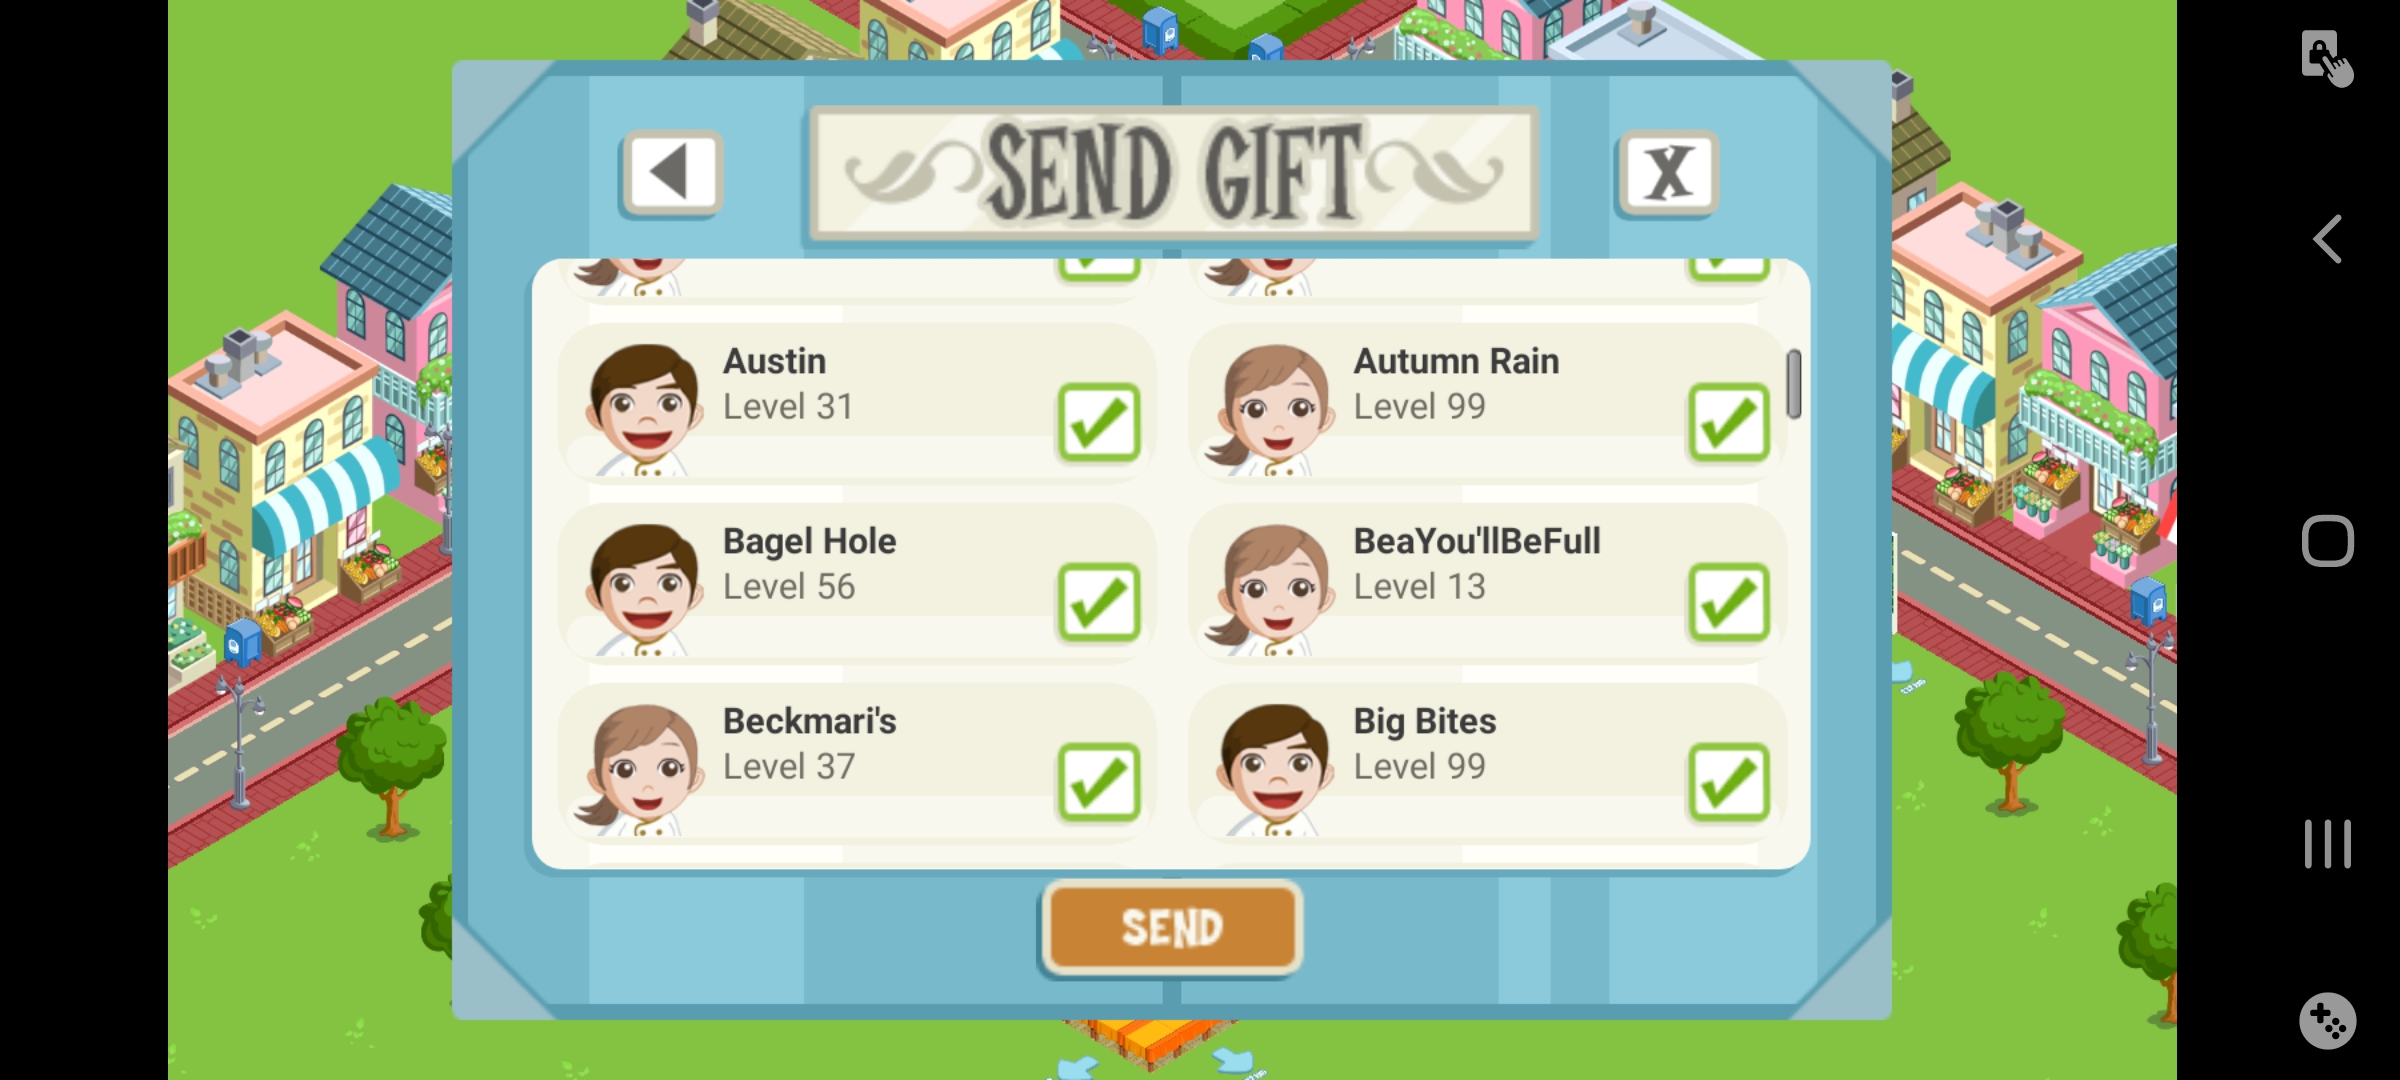 SEND GIFT
X
Austin
Level 31
Autumn Rain
Level 99
Bagel Hole
Level 56
BeaYou'llBeFull
Level 13
Beckmari's
Level 37
Big Bites
Level 99
SEND